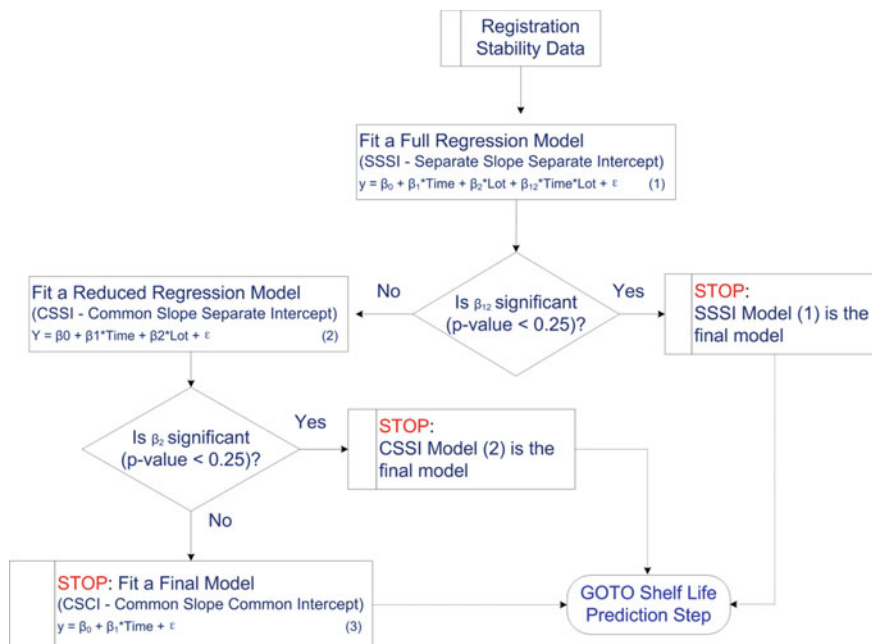 Registration
Stability Data
Fit a Full Regression Model
(SSSI - Separate Slope Separate Intercept)
y = β₀ + β₁*Time + β₂*Lot + β₁₂*Time*Lot + ε (1)
Is β₁₂ significant
(p-value < 0.25)?
No
Yes
STOP:
SSSI Model (1) is the
final model
Fit a Reduced Regression Model
(CSSI - Common Slope Separate Intercept)
Y = β0 + β1*Time + β2*Lot + ε (2)
Is β₂ significant
(p-value < 0.25)?
Yes
STOP:
CSSI Model (2) is the
final model
No
STOP: Fit a Final Model
(CSCI - Common Slope Common Intercept)
y = β₀ + β₁*Time + ε (3)
GOTO Shelf Life
Prediction Step